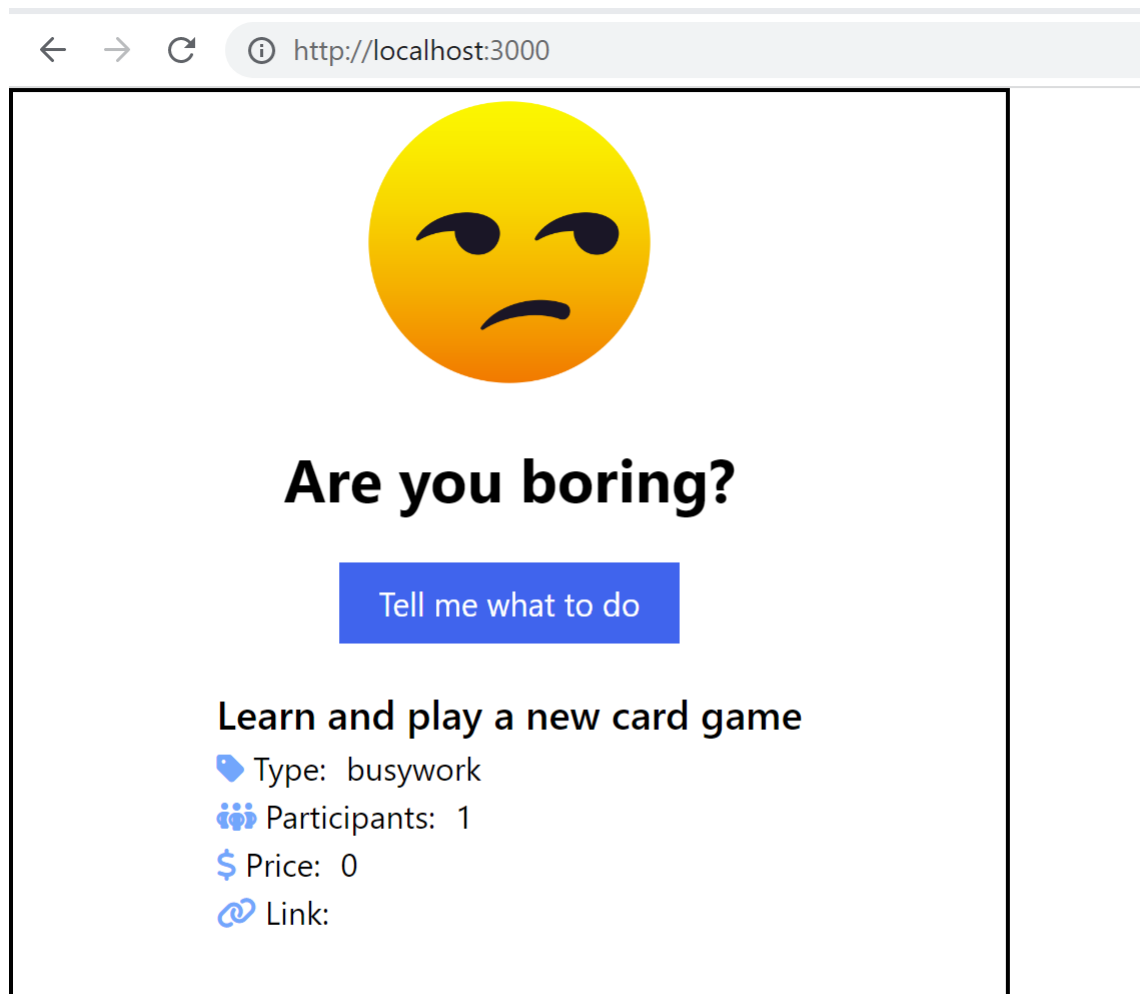 http://localhost:3000
Are you boring?
Tell me what to do
Learn and play a new card game
Type: busywork
Participants: 1
Price: 0
Link: